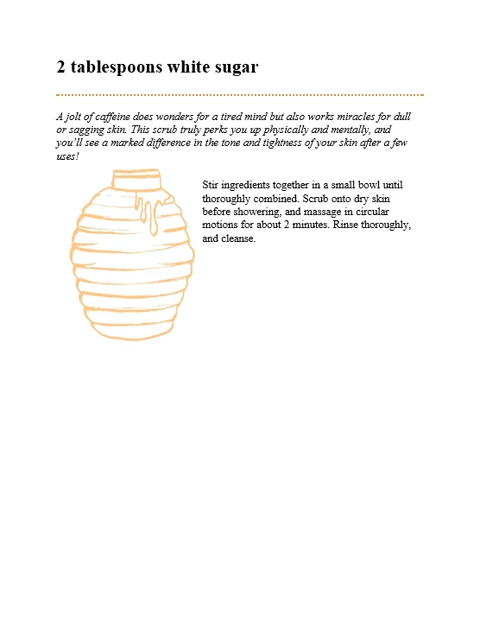 2 tablespoons white sugar
A jolt of caffeine does wonders for a tired mind but also works miracles for dull
or sagging skin. This scrub truly perks you up physically and mentally, and
you’ll see a marked difference in the tone and tightness of your skin after a few
uses!
Stir ingredients together in a small bowl until
thoroughly combined. Scrub onto dry skin
before showering, and massage in circular
motions for about 2 minutes. Rinse thoroughly,
and cleanse.